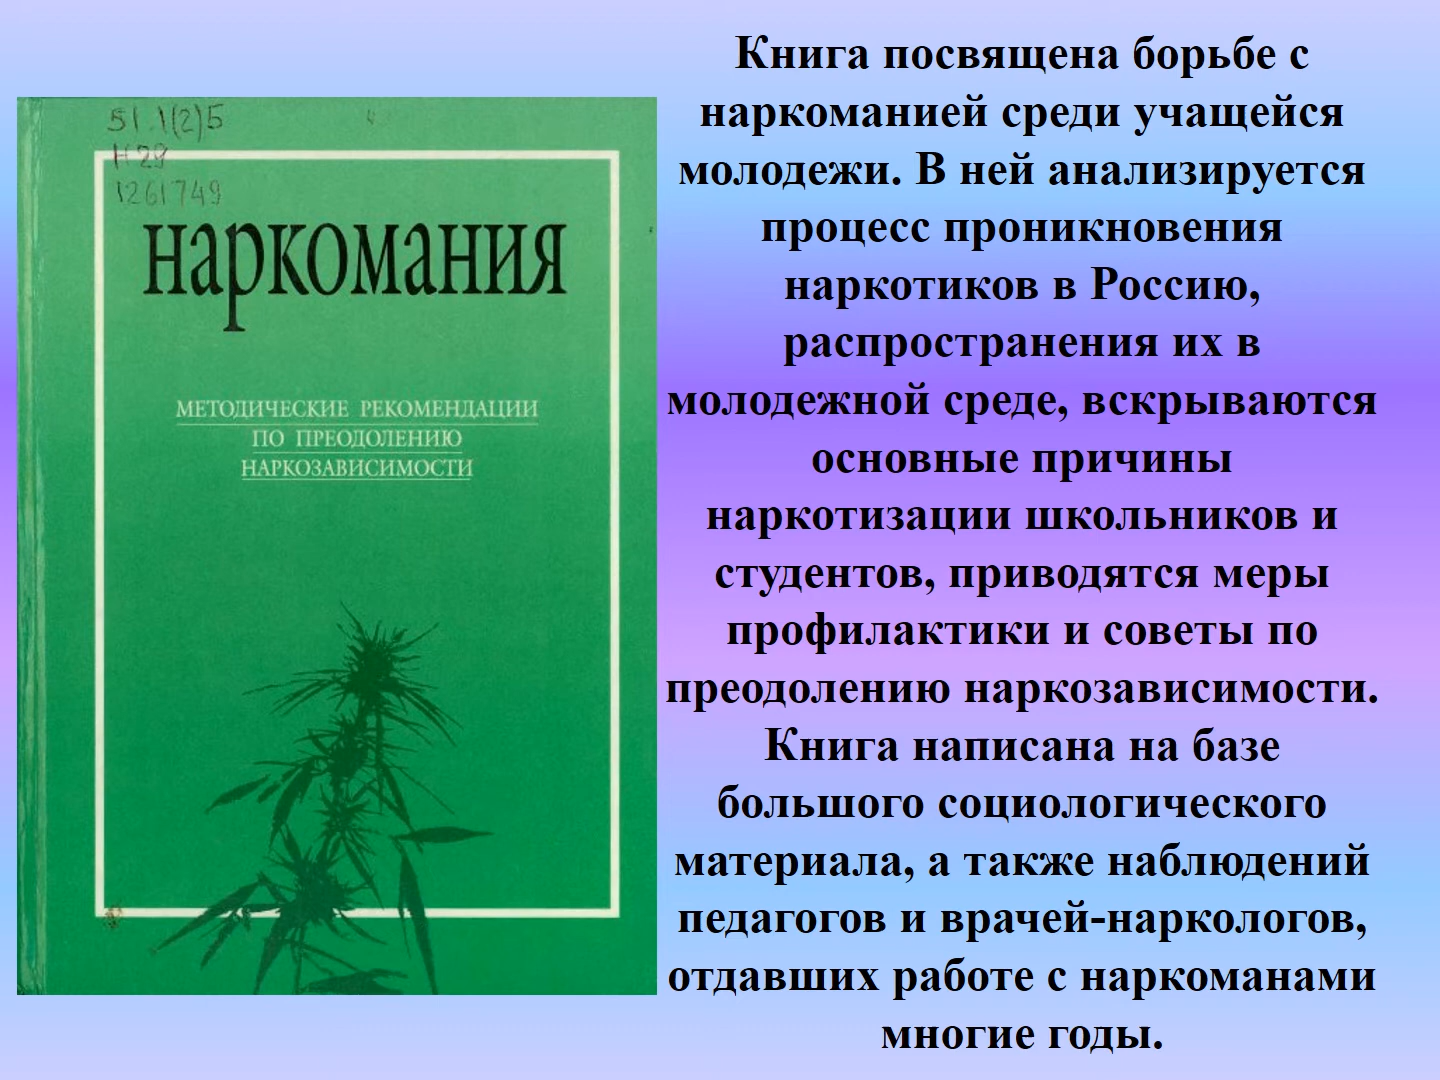 51.1(2)5
Н29
1261749
наркомания
МЕТОДИЧЕСКИЕ РЕКОМЕНДАЦИИ
ПО ПРЕОДОЛЕНИЮ
НАРКОЗАВИСИМОСТИ
Книга посвящена борьбе с
наркоманией среди учащейся
молодежи. В ней анализируется
процесс проникновения
наркотиков в Россию,
распространения их в
молодежной среде, вскрываются
основные причины
наркотизации школьников и
студентов, приводятся меры
профилактики и советы по
преодолению наркозависимости.
Книга написана на базе
большого социологического
материала, а также наблюдений
педагогов и врачей-наркологов,
отдавших работе с наркоманами
многие годы.